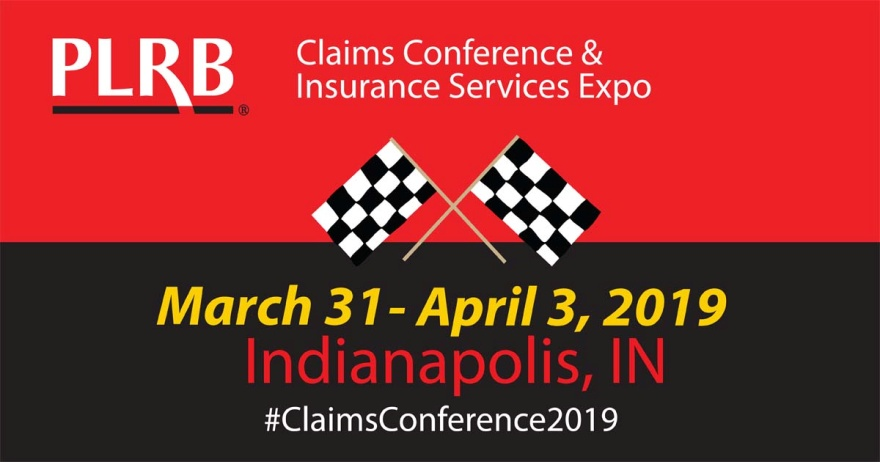 PLRB®
Claims Conference &
Insurance Services Expo
March 31- April 3, 2019
Indianapolis, IN
#ClaimsConference2019